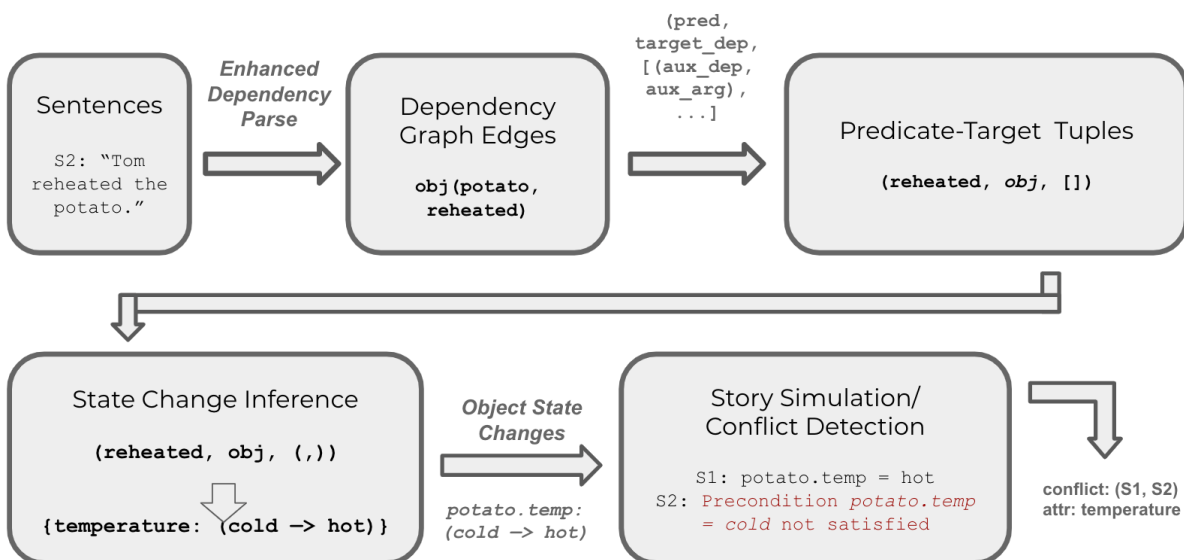 Sentences
S2: “Tom
reheated the
potato.”
Enhanced
Dependency
Parse
Dependency
Graph Edges
obj(potato,
reheated)
(pred,
target_dep,
[(aux_dep,
aux_arg),
...]
Predicate-Target Tuples
(reheated, obj, [])
State Change Inference
(reheated, obj, (,))
{temperature: (cold —> hot)}
Object State
Changes
potato.temp:
(cold —> hot)
Story Simulation/
Conflict Detection
S1: potato.temp = hot
S2: Precondition potato.temp
= cold not satisfied
conflict: (S1, S2)
attr: temperature